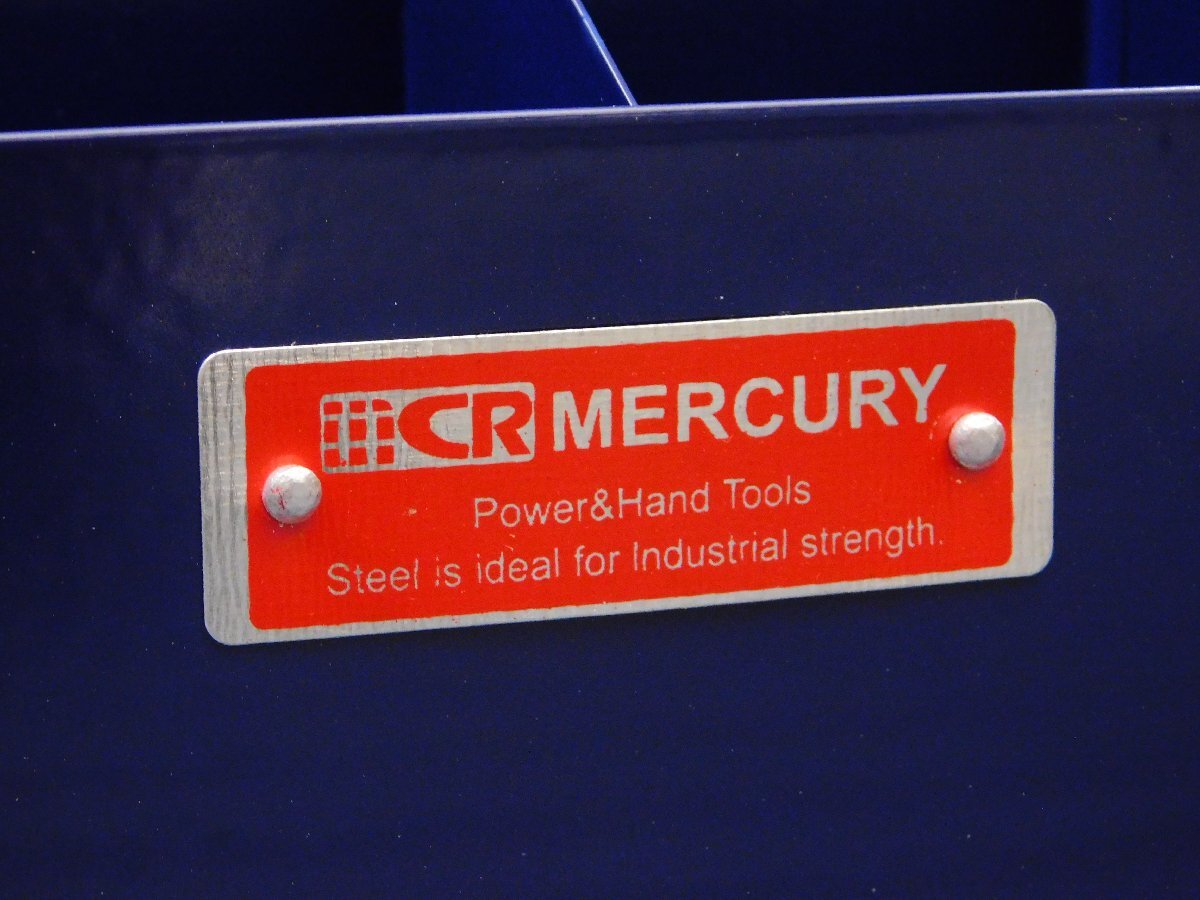 CR MERCURY
Power&Hand Tools
Steel is ideal for Industrial strength.